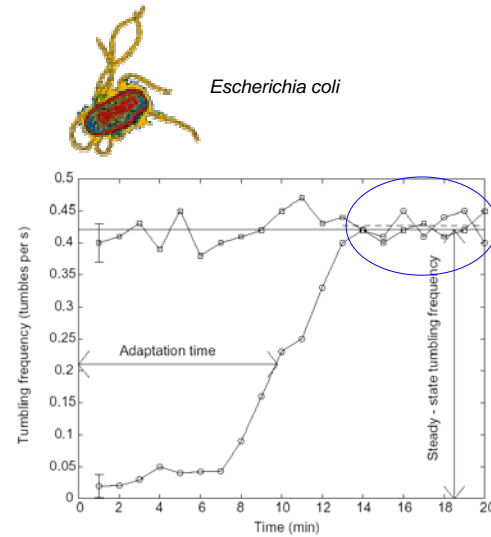 Escherichia coli
0.5
0.45
0.4
0.35
0.3
0.25
0.2
0.15
0.1
0.05
0
Tumbling frequency (tumbles per s)
Adaptation time
Steady - state tumbling frequency
0 2 4 6 8 10 12 14 16 18 20
Time (min)